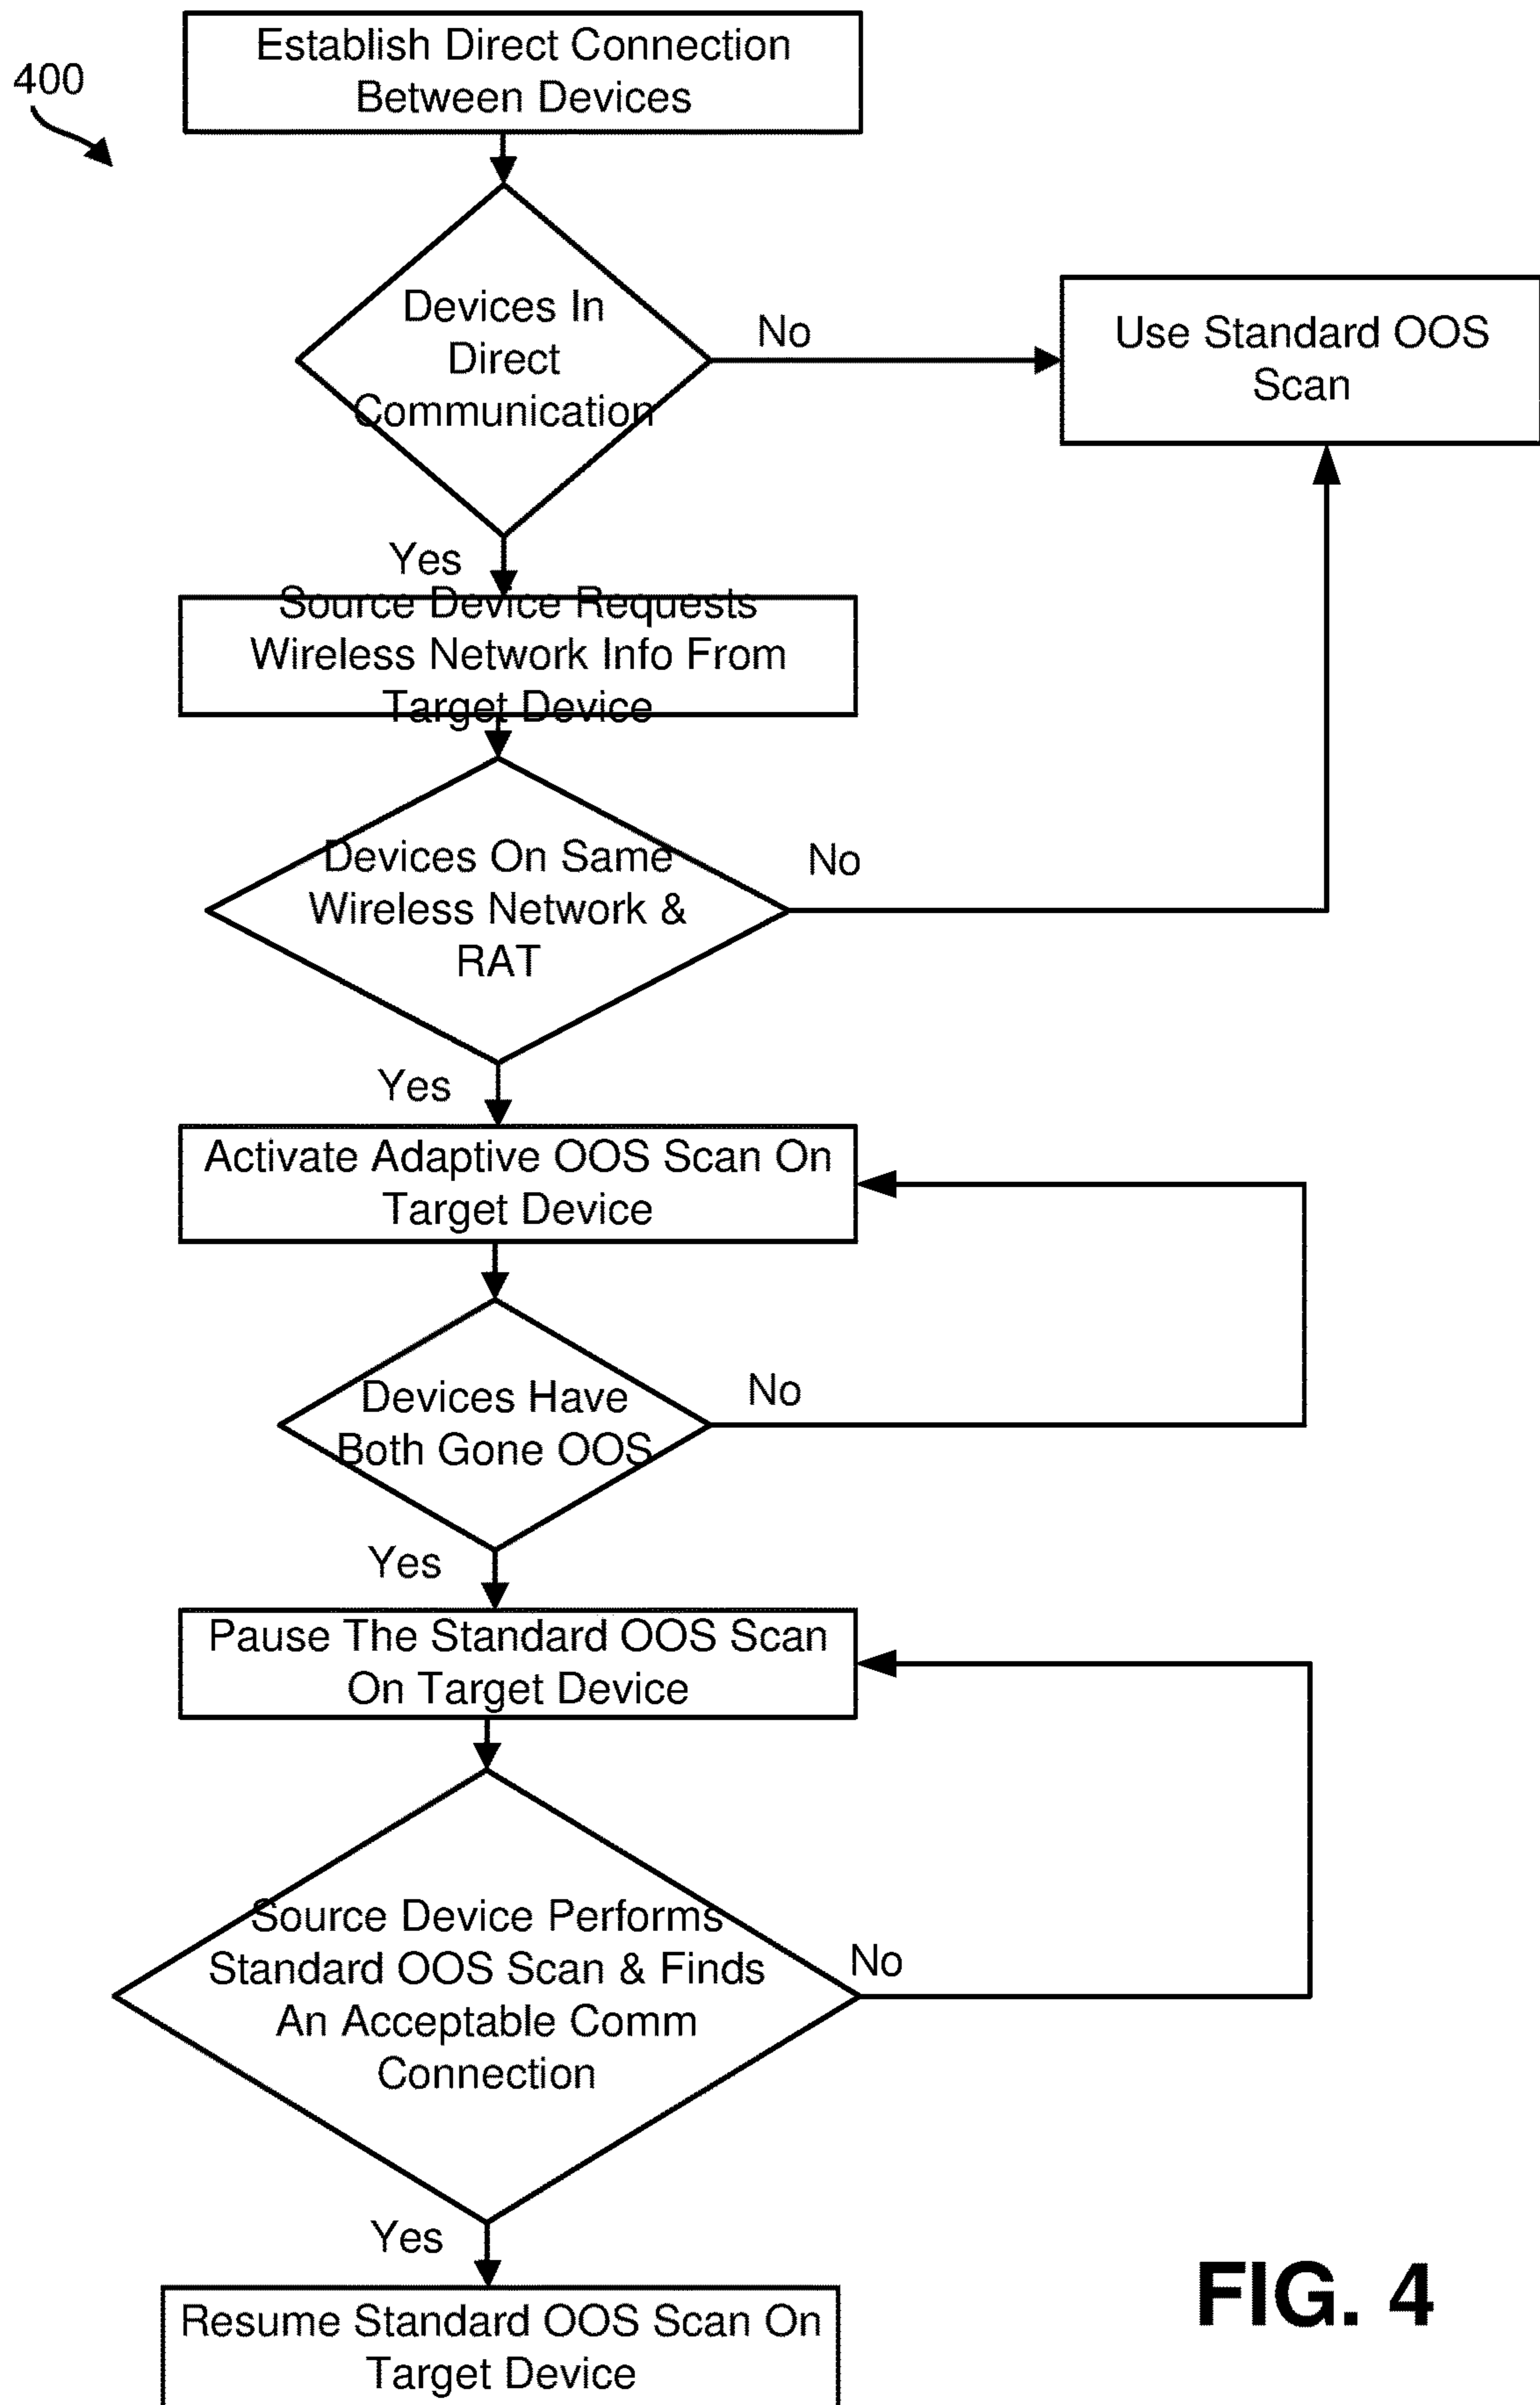 Establish Direct Connection
Between Devices
400
Devices In
Direct
Communication
No
Use Standard OOS
Scan
Yes
Source Device Requests
Wireless Network Info From
Target Device
Devices On Same
Wireless Network &
RAT
No
Yes
Activate Adaptive OOS Scan On
Target Device
Devices Have
Both Gone OOS
No
Yes
Pause The Standard OOS Scan
On Target Device
Source Device Performs
Standard OOS Scan & Finds
An Acceptable Comm
Connection
No
Yes
Resume Standard OOS Scan On
Target Device
FIG. 4